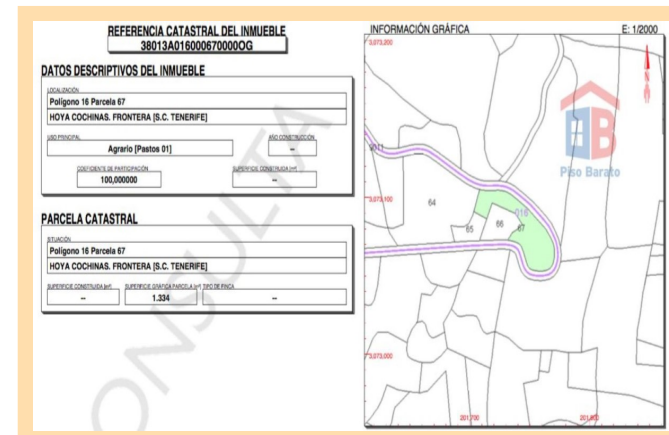 REFERENCIA CATASTRAL DEL INMUEBLE
38013A016000670000OG
DATOS DESCRIPTIVOS DEL INMUEBLE
LOCALIZACIÓN
Polígono 16 Parcela 67
HOYA COCHINAS. FRONTERA [S.C. TENERIFE]
USO PRINCIPAL
AÑO CONSTRUCCIÓN
Agrario [Pastos 01]
--
COEFICIENTE DE PARTICIPACIÓN
SUPERFICIE CONSTRUIDA [m²]
100,000000
--
PARCELA CATASTRAL
SITUACIÓN
Polígono 16 Parcela 67
HOYA COCHINAS. FRONTERA [S.C. TENERIFE]
SUPERFICIE CONSTRUIDA [m²]
SUPERFICIE GRÁFICA PARCELA [m²]
TIPO DE FINCA
--
1.334
--
CONSULTA
INFORMACIÓN GRÁFICA
E: 1/2000
3,073,200
Piso Barato
9011
3,073,100
64
65
66
67
016
3,073,000
201,700